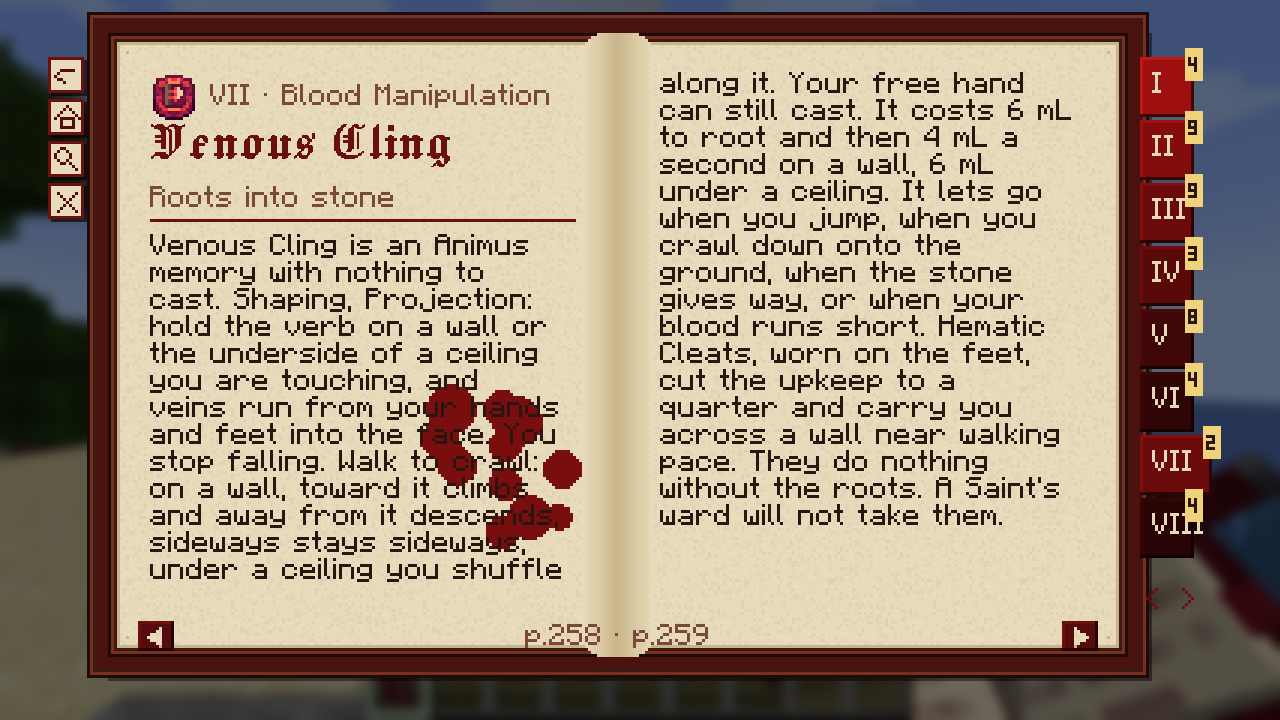 VII · Blood Manipulation
Venous Cling
Roots into stone
Venous Cling is an Animus
memory with nothing to
cast. Shaping, Projection:
hold the verb on a wall or
the underside of a ceiling
you are touching, and
veins run from your hands
and feet into the face. You
stop falling. Walk to crawl:
on a wall, toward it climbs
and away from it descends,
sideways stays sideways,
under a ceiling you shuffle
p.258 · p.259
along it. Your free hand
can still cast. It costs 6 mL
to root and then 4 mL a
second on a wall, 6 mL
under a ceiling. It lets go
when you jump, when you
crawl down onto the
ground, when the stone
gives way, or when your
blood runs short. Hematic
Cleats, worn on the feet,
cut the upkeep to a
quarter and carry you
across a wall near walking
pace. They do nothing
without the roots. A Saint's
ward will not take them.
I 4
II 9
III 9
IV 3
V 8
VI 4
VII 2
VIII 4